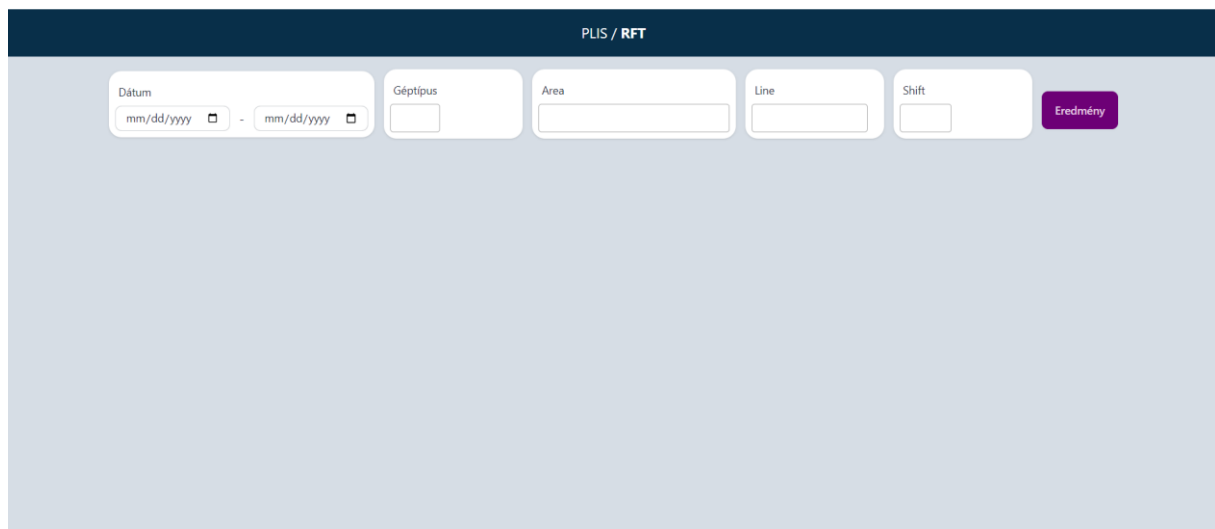 PLIS / RFT
Dátum
Géptípus
Area
Line
Shift
mm/dd/yyyy - mm/dd/yyyy
Eredmény